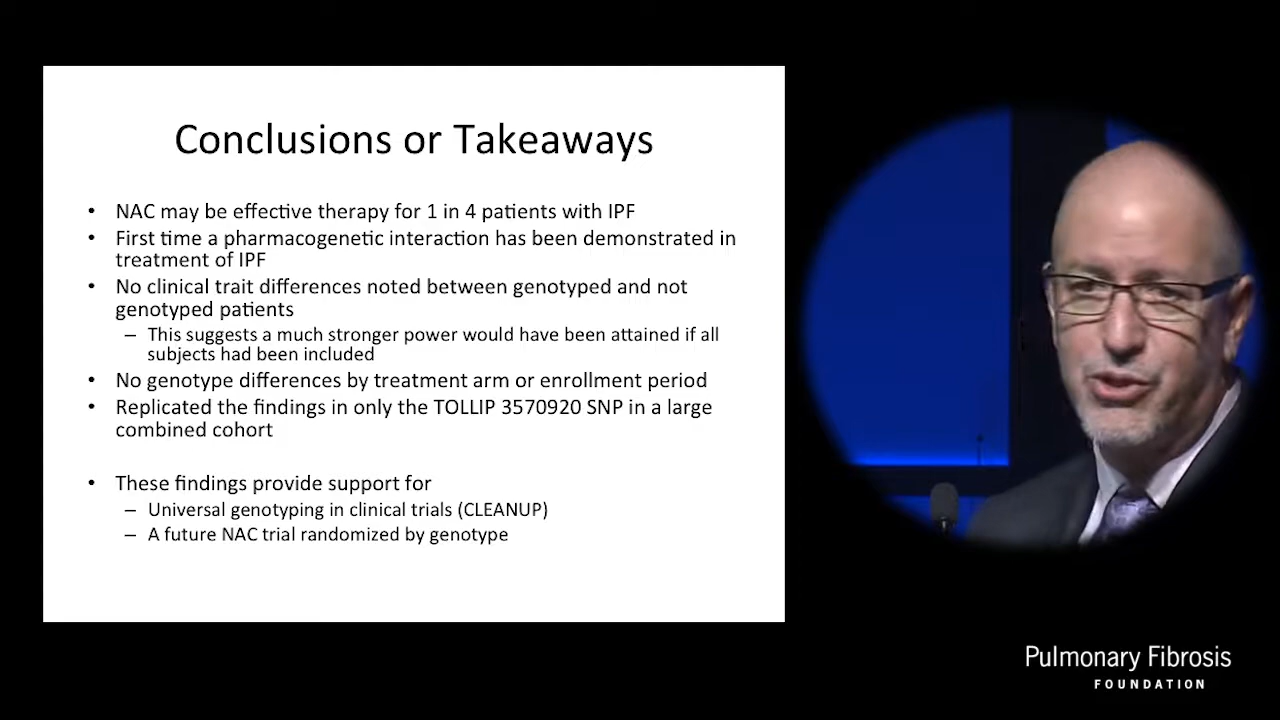 Conclusions or Takeaways
• NAC may be effective therapy for 1 in 4 patients with IPF
• First time a pharmacogenetic interaction has been demonstrated in
treatment of IPF
• No clinical trait differences noted between genotyped and not
genotyped patients
– This suggests a much stronger power would have been attained if all
subjects had been included
• No genotype differences by treatment arm or enrollment period
• Replicated the findings in only the TOLLIP 3570920 SNP in a large
combined cohort
• These findings provide support for
– Universal genotyping in clinical trials (CLEANUP)
– A future NAC trial randomized by genotype
Pulmonary Fibrosis
FOUNDATION